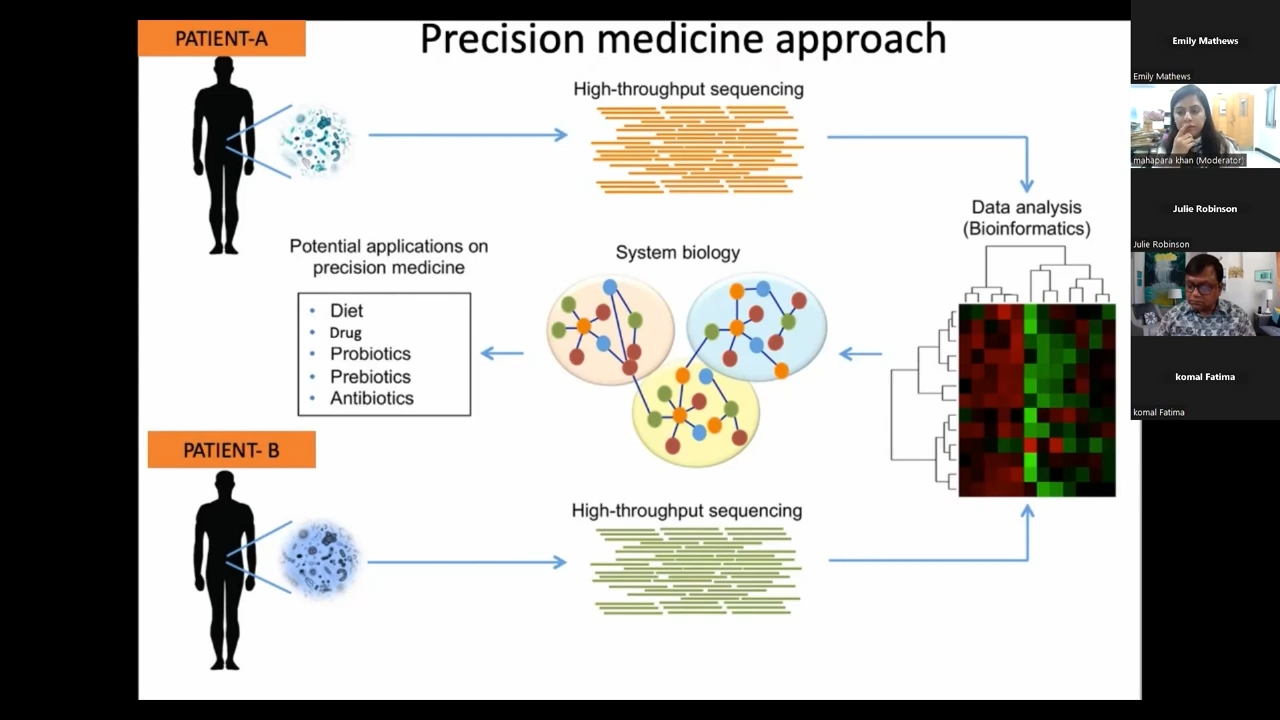 PATIENT-A
Precision medicine approach
High-throughput sequencing
Data analysis
(Bioinformatics)
Potential applications on
precision medicine
System biology
• Diet
• Drug
• Probiotics
• Prebiotics
• Antibiotics
PATIENT- B
High-throughput sequencing
Emily Mathews
Emily Mathews
mahapara khan (Moderator)
Julie Robinson
Julie Robinson
komal Fatima
komal Fatima